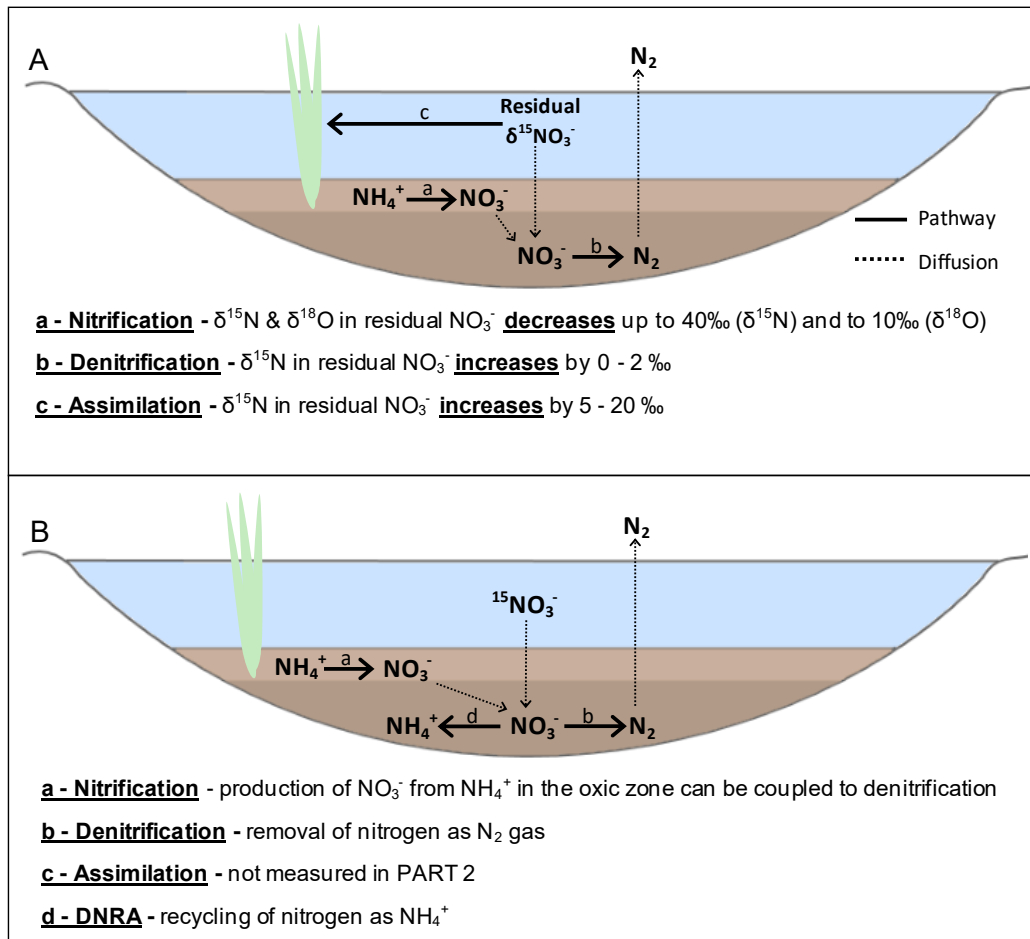 A
N₂
c
Residual
δ¹⁵NO₃⁻
NH₄⁺ a NO₃⁻
NO₃⁻ b N₂
Pathway
Diffusion
a - Nitrification - δ¹⁵N & δ¹⁸O in residual NO₃⁻ decreases up to 40‰ (δ¹⁵N) and to 10‰ (δ¹⁸O)
b - Denitrification - δ¹⁵N in residual NO₃⁻ increases by 0 - 2 ‰
c - Assimilation - δ¹⁵N in residual NO₃⁻ increases by 5 - 20 ‰
B
N₂
¹⁵NO₃⁻
NH₄⁺ a NO₃⁻
NH₄⁺ d NO₃⁻ b N₂
a - Nitrification - production of NO₃⁻ from NH₄⁺ in the oxic zone can be coupled to denitrification
b - Denitrification - removal of nitrogen as N₂ gas
c - Assimilation - not measured in PART 2
d - DNRA - recycling of nitrogen as NH₄⁺